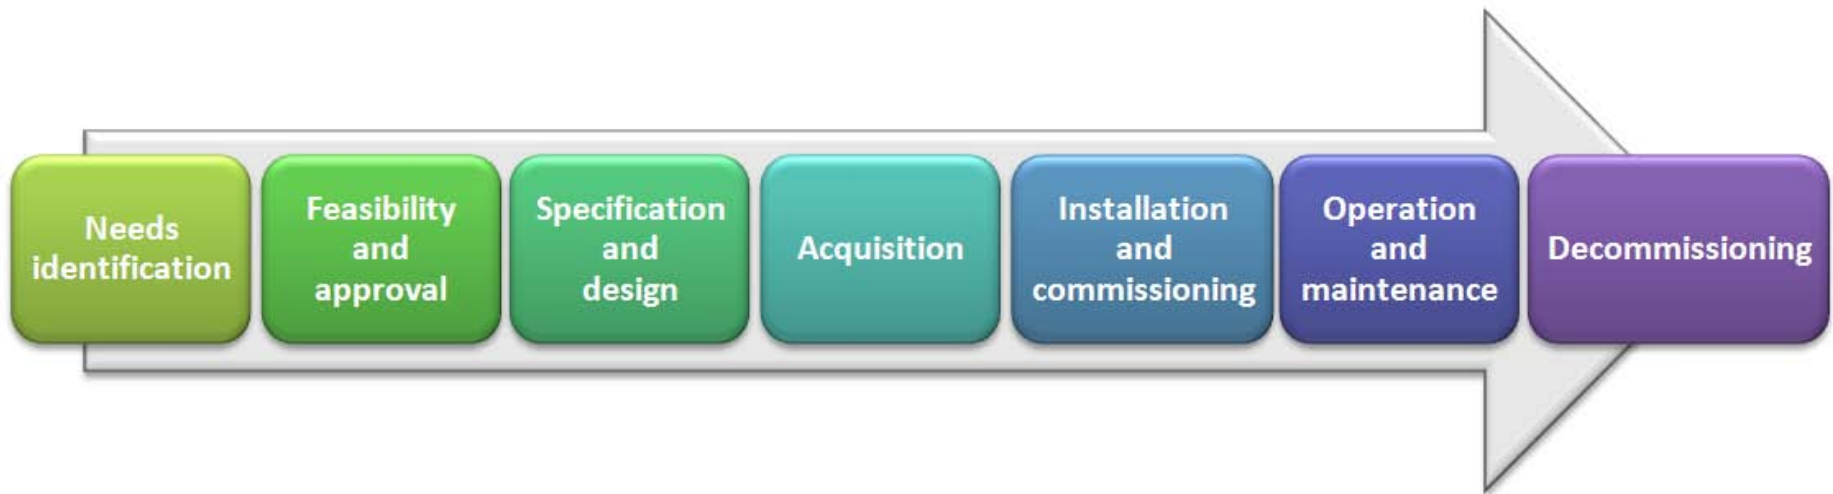 Needs
identification
Feasibility
and
approval
Specification
and
design
Acquisition
Installation
and
commissioning
Operation
and
maintenance
Decommissioning